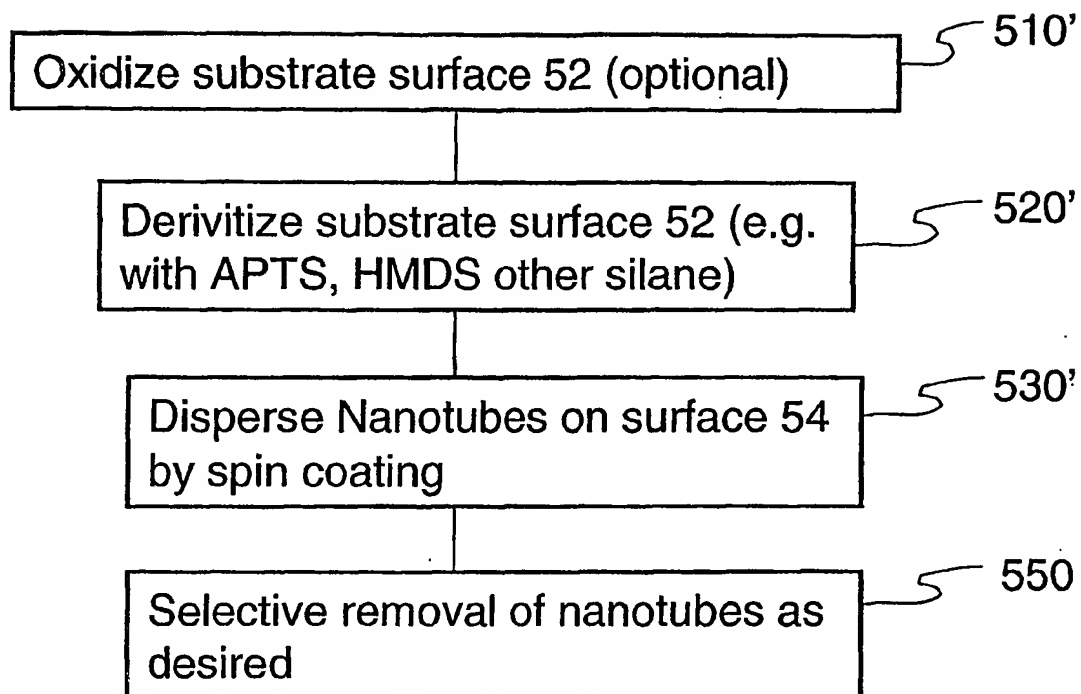 510'
Oxidize substrate surface 52 (optional)
520'
Derivitize substrate surface 52 (e.g.
with APTS, HMDS other silane)
530'
Disperse Nanotubes on surface 54
by spin coating
550
Selective removal of nanotubes as
desired